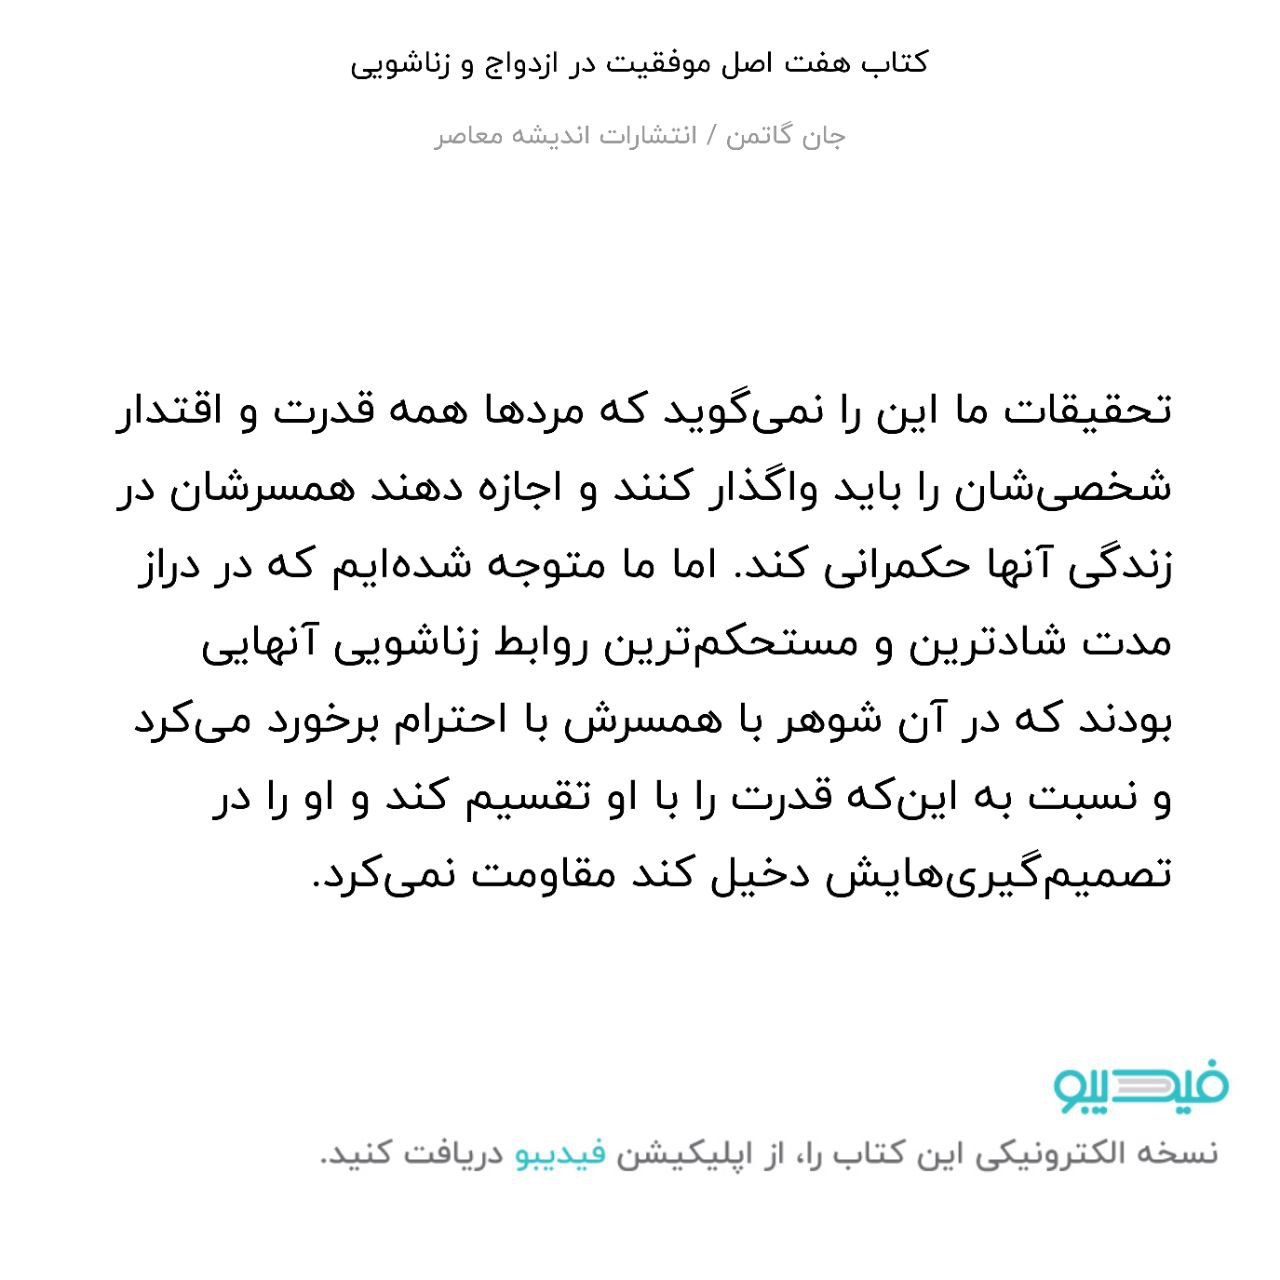 کتاب هفت اصل موفقیت در ازدواج و زناشویی
جان گاتمن / انتشارات اندیشه معاصر
تحقیقات ما این را نمی‌گوید که مردها همه قدرت و اقتدار
شخصی‌شان را باید واگذار کنند و اجازه دهند همسرشان در
زندگی آنها حکمرانی کند. اما ما متوجه شده‌ایم که در دراز
مدت شادترین و مستحکم‌ترین روابط زناشویی آنهایی
بودند که در آن شوهر با همسرش با احترام برخورد می‌کرد
و نسبت به این‌که قدرت را با او تقسیم کند و او را در
تصمیم‌گیری‌هایش دخیل کند مقاومت نمی‌کرد.
فیدیبو
نسخه الکترونیکی این کتاب را، از اپلیکیشن فیدیبو دریافت کنید.